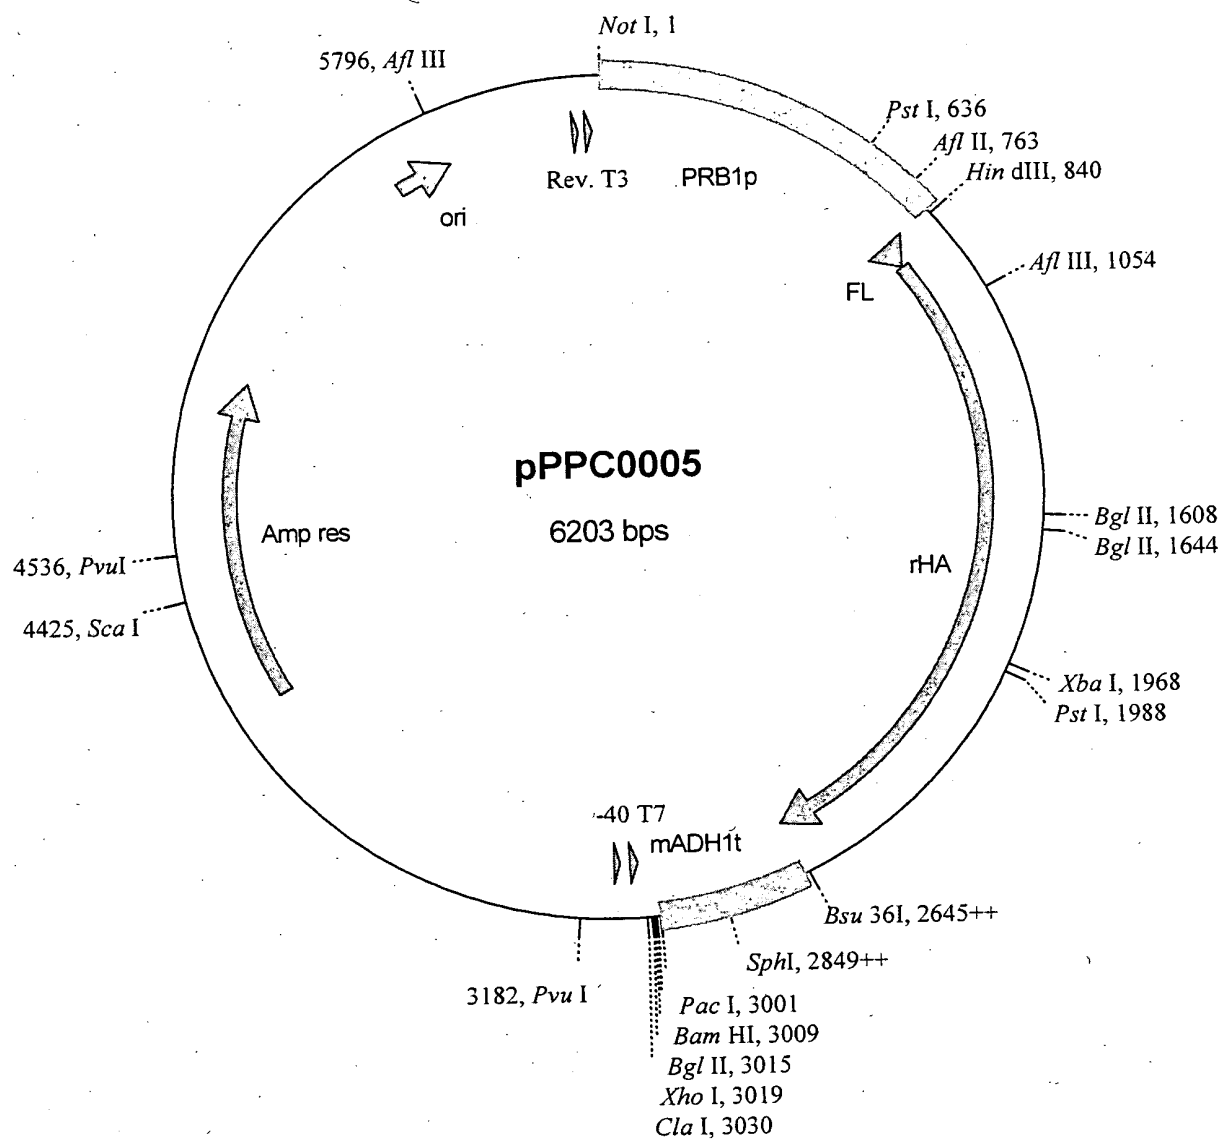 Not I, 1
5796, Afl III
Pst I, 636
Afl II, 763
Hin dIII, 840
Rev. T3
PRB1p
ori
Afl III, 1054
FL
pPPC0005
6203 bps
Amp res
rHA
Bgl II, 1608
Bgl II, 1644
4536, PvuI
4425, Sca I
Xba I, 1968
Pst I, 1988
-40 T7
mADH1t
Bsu 36I, 2645++
SphI, 2849++
3182, Pvu I
Pac I, 3001
Bam HI, 3009
Bgl II, 3015
Xho I, 3019
Cla I, 3030